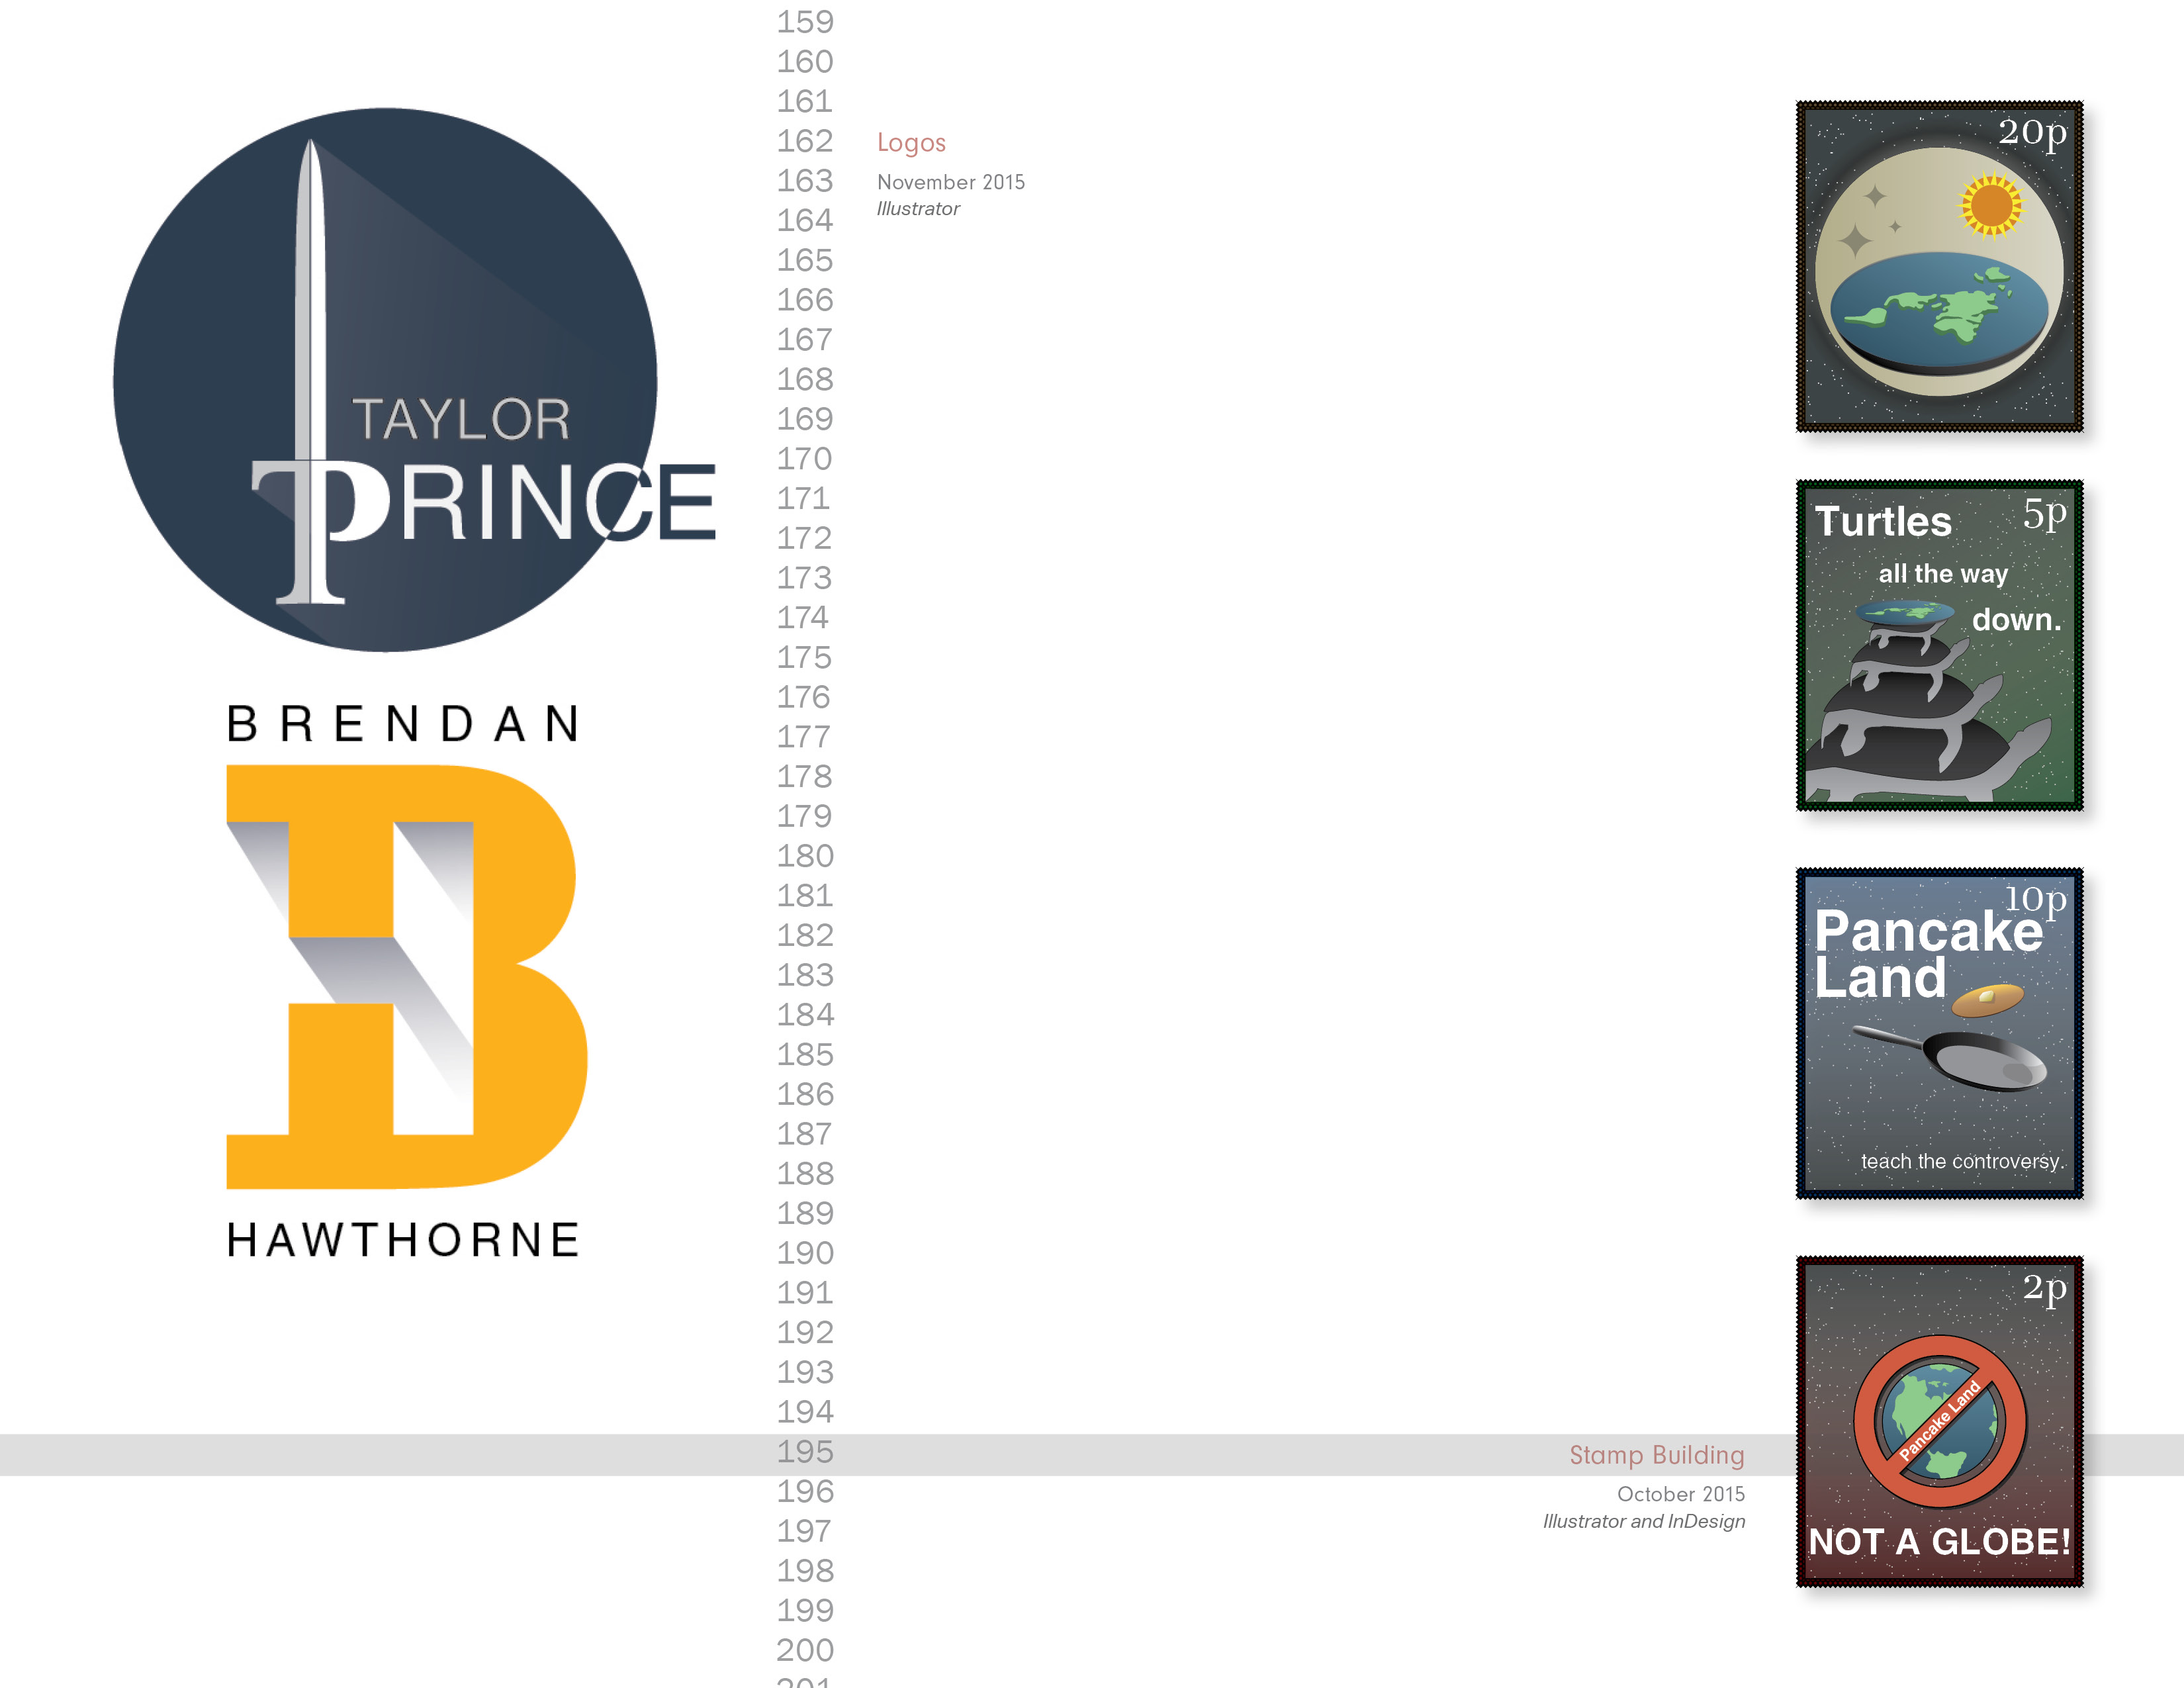 TAYLOR
PRINCE
BRENDAN
B
HAWTHORNE
159
160
161
162
163
164
165
166
167
168
169
170
171
172
173
174
175
176
177
178
179
180
181
182
183
184
185
186
187
188
189
190
191
192
193
194
195
196
197
198
199
200
201
Logos
November 2015
Illustrator
Stamp Building
October 2015
Illustrator and InDesign
20p
5p
Turtles
all the way
down.
10p
Pancake
Land
teach the controversy.
2p
Pancake Land
NOT A GLOBE!